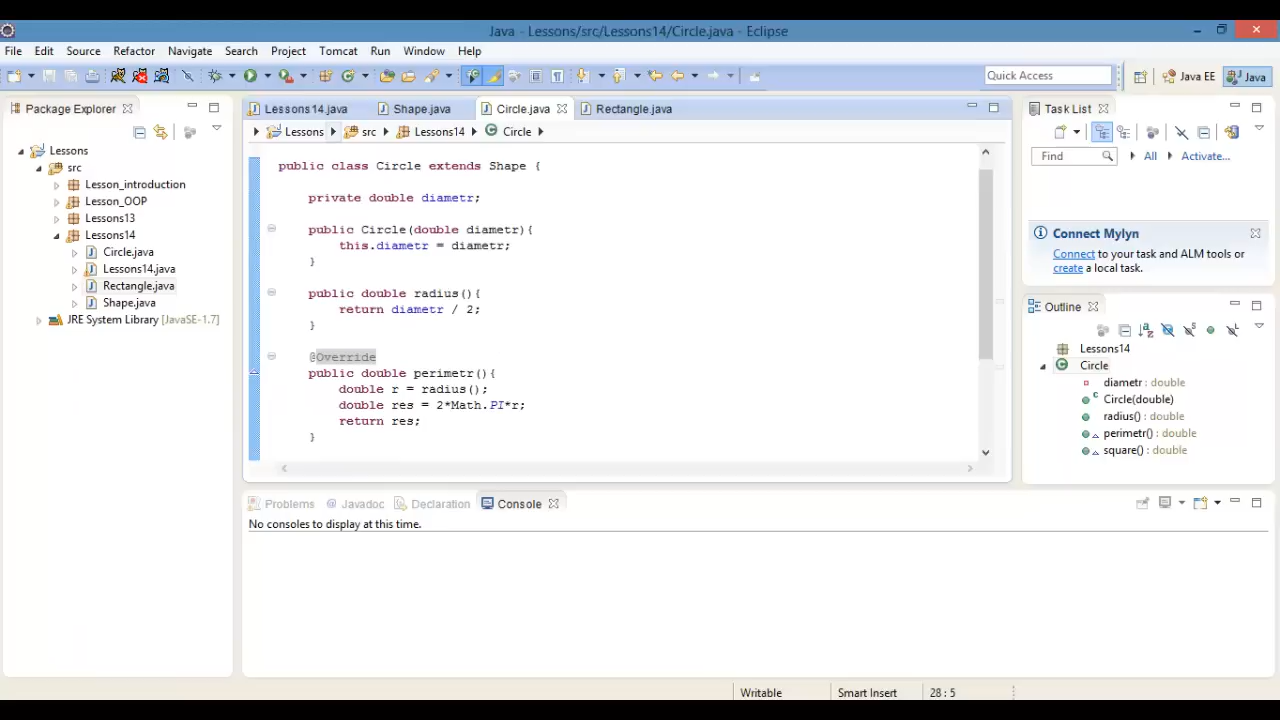 Java - Lessons/src/Lessons14/Circle.java - Eclipse
File Edit Source Refactor Navigate Search Project Tomcat Run Window Help
Quick Access
Java EE
Java
Package Explorer
Lessons
src
Lesson_introduction
Lesson_OOP
Lessons13
Lessons14
Circle.java
Lessons14.java
Rectangle.java
Shape.java
JRE System Library [JavaSE-1.7]
Lessons14.java Shape.java Circle.java Rectangle.java
Lessons src Lessons14 Circle
public class Circle extends Shape {
private double diametr;
public Circle(double diametr){
this.diametr = diametr;
}
public double radius(){
return diametr / 2;
}
@Override
public double perimetr(){
double r = radius();
double res = 2*Math.PI*r;
return res;
}
Task List
Find All Activate...
Connect Mylyn
Connect to your task and ALM tools or
create a local task.
Outline
Lessons14
Circle
diametr : double
Circle(double)
radius() : double
perimetr() : double
square() : double
Problems @ Javadoc Declaration Console
No consoles to display at this time.
Writable Smart Insert 28 : 5